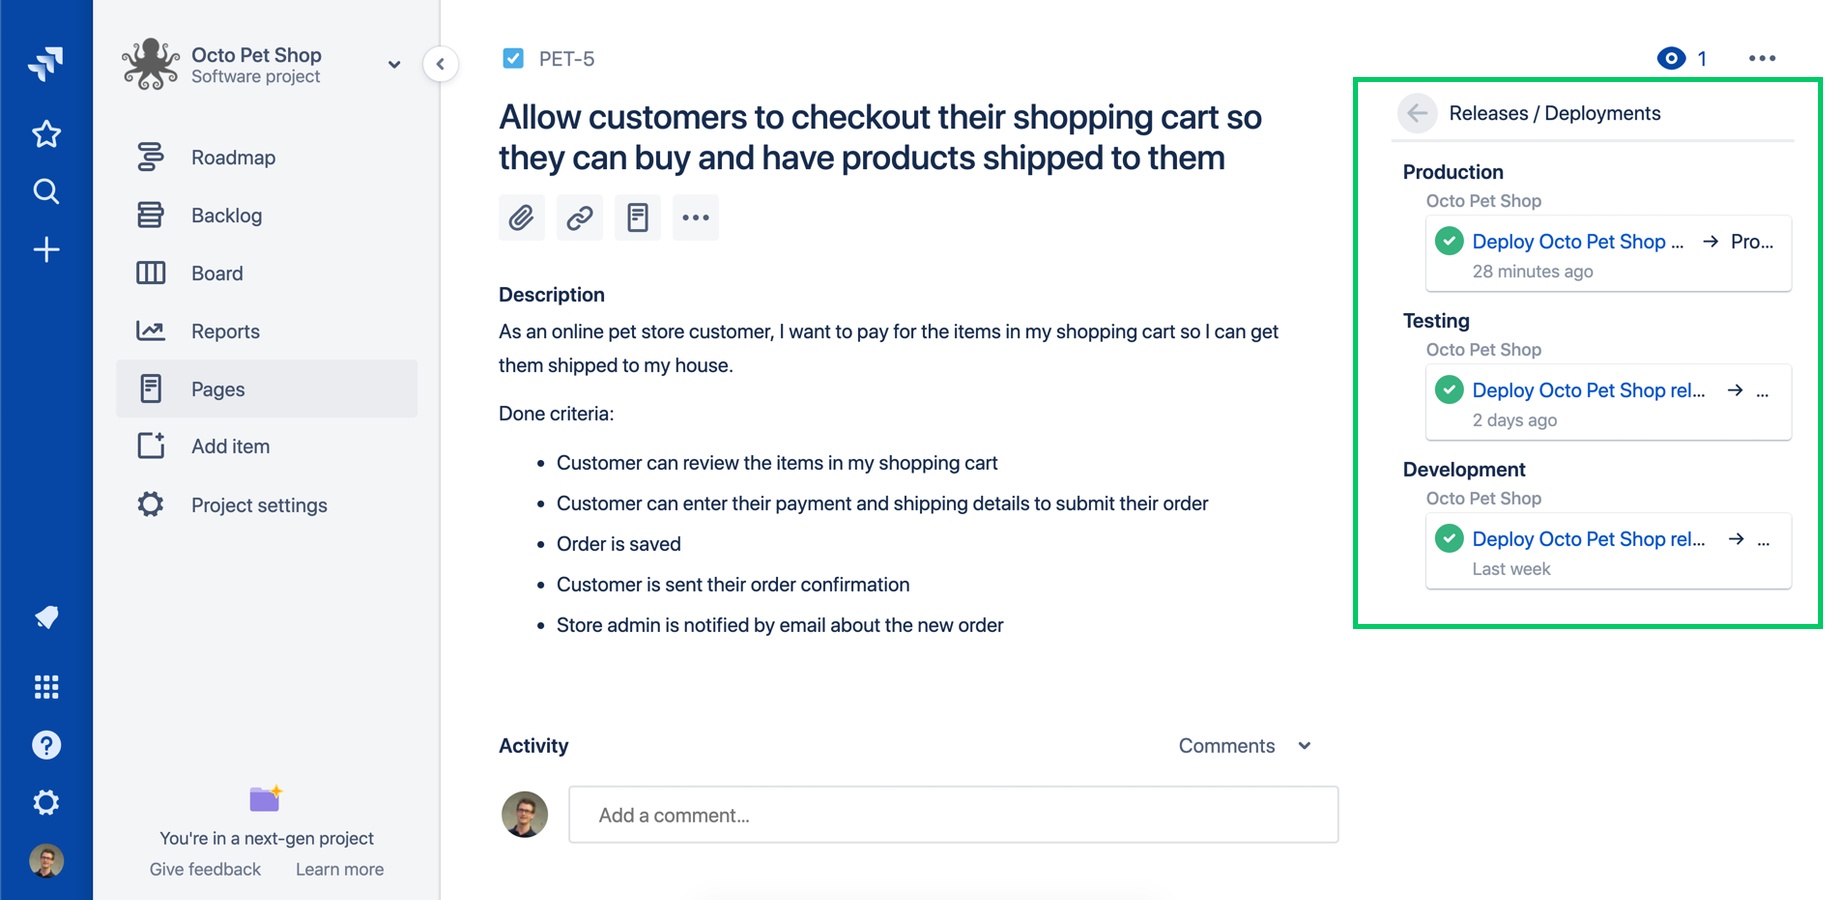 Octo Pet Shop
Software project
Roadmap
Backlog
Board
Reports
Pages
Add item
Project settings
You're in a next-gen project
Give feedback
Learn more
PET-5
1
Allow customers to checkout their shopping cart so
they can buy and have products shipped to them
Description
As an online pet store customer, I want to pay for the items in my shopping cart so I can get
them shipped to my house.
Done criteria:
• Customer can review the items in my shopping cart
• Customer can enter their payment and shipping details to submit their order
• Order is saved
• Customer is sent their order confirmation
• Store admin is notified by email about the new order
Activity
Comments
Add a comment...
Releases / Deployments
Production
Octo Pet Shop
Deploy Octo Pet Shop ... → Pro...
28 minutes ago
Testing
Octo Pet Shop
Deploy Octo Pet Shop rel... → ...
2 days ago
Development
Octo Pet Shop
Deploy Octo Pet Shop rel... → ...
Last week